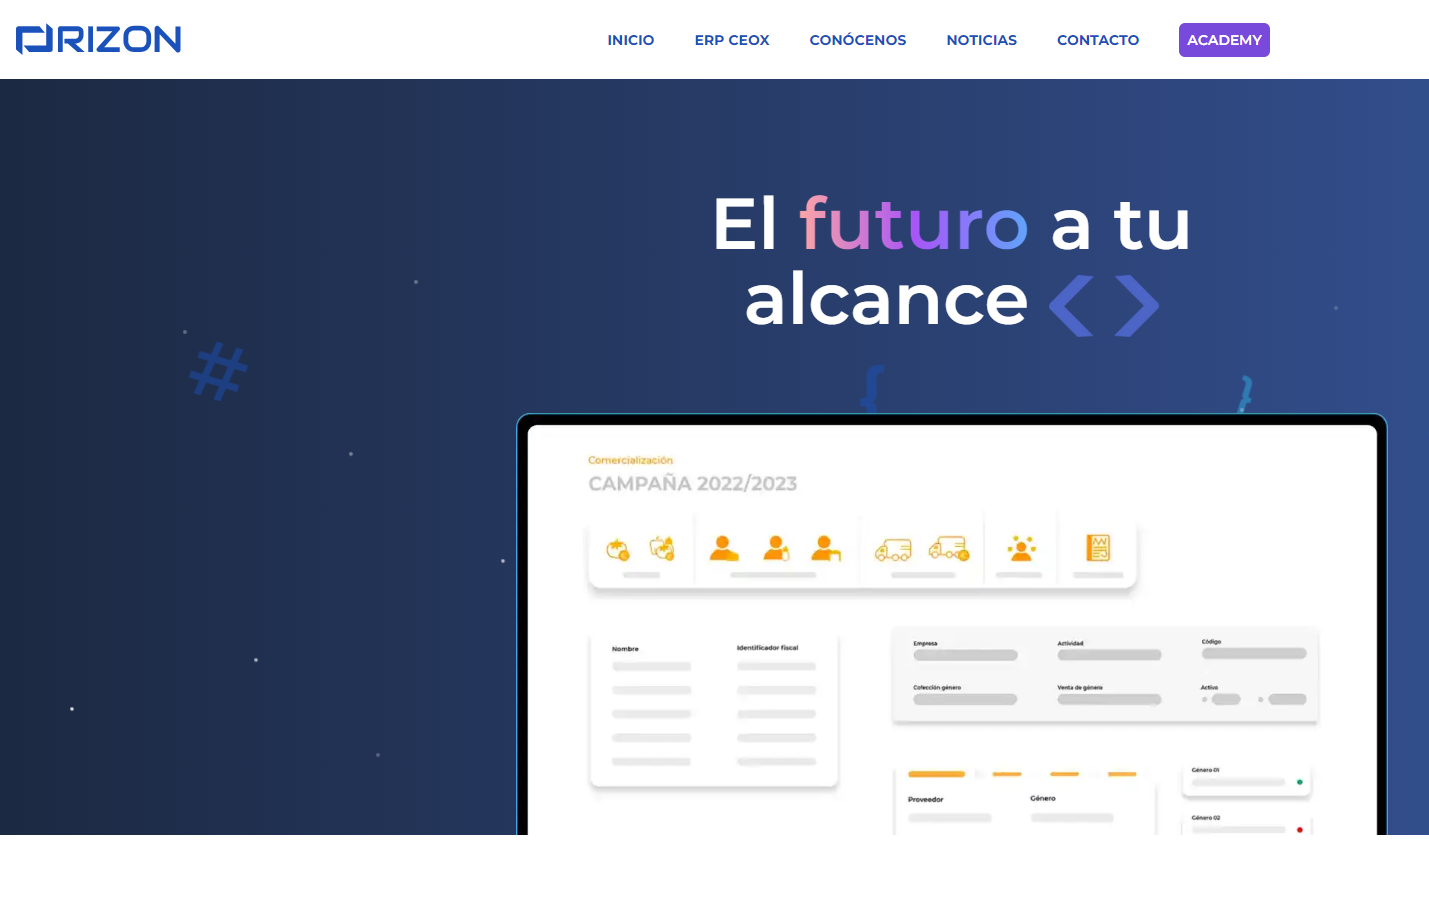 ORIZON
INICIO
ERP CEOX
CONÓCENOS
NOTICIAS
CONTACTO
ACADEMY
El futuro a tu
alcance < >
#
{
}
Comercialización
CAMPAÑA 2022/2023
Nombre
Identificador fiscal
Empresa
Actividad
Código
Colección género
Venta de género
Activo
Proveedor
Género
Género 01
Género 02